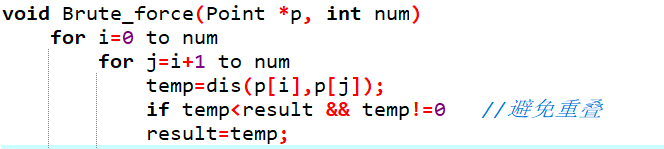 void Brute_force(Point *p, int num)
    for i=0 to num
        for j=i+1 to num
            temp=dis(p[i],p[j]);
            if temp<result && temp!=0   //避免重叠
            result=temp;